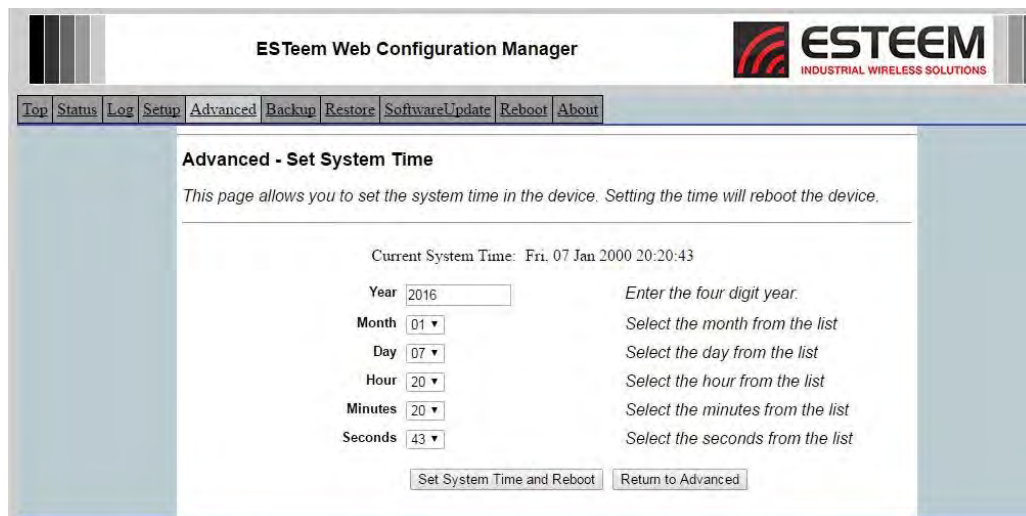 ESTeem Web Configuration Manager
ESTEEM
INDUSTRIAL WIRELESS SOLUTIONS
Top Status Log Setup Advanced Backup Restore SoftwareUpdate Reboot About
Advanced - Set System Time
This page allows you to set the system time in the device. Setting the time will reboot the device.
Current System Time: Fri, 07 Jan 2000 20:20:43
Year 2016 Enter the four digit year.
Month 01 Select the month from the list
Day 07 Select the day from the list
Hour 20 Select the hour from the list
Minutes 20 Select the minutes from the list
Seconds 43 Select the seconds from the list
Set System Time and Reboot Return to Advanced